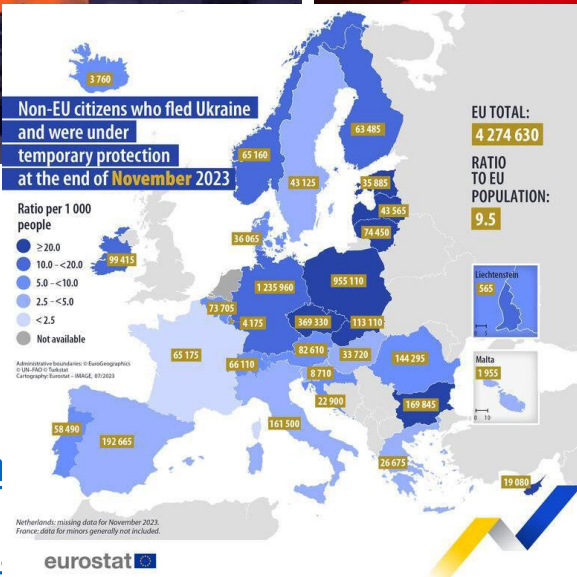 3 760
Non-EU citizens who fled Ukraine
and were under
temporary protection
at the end of November 2023
Ratio per 1 000
people
≥ 20.0
10.0 - <20.0
5.0 - <10.0
2.5 - <5.0
< 2.5
Not available
Administrative boundaries: © EuroGeographics
© UN-FAO © Turkstat
Cartography: Eurostat – IMAGE, 07/2023
EU TOTAL:
4 274 630
RATIO
TO EU
POPULATION:
9.5
63 485
65 160
43 125
35 885
43 565
74 450
36 065
99 415
1 235 960
955 110
73 705
4 175
369 330
113 110
82 610
33 720
144 295
65 175
66 110
8 710
22 900
169 845
58 490
192 665
161 500
26 675
19 080
Liechtenstein
565
Malta
1 955
0 10
Netherlands: missing data for November 2023.
France: data for minors generally not included.
eurostat